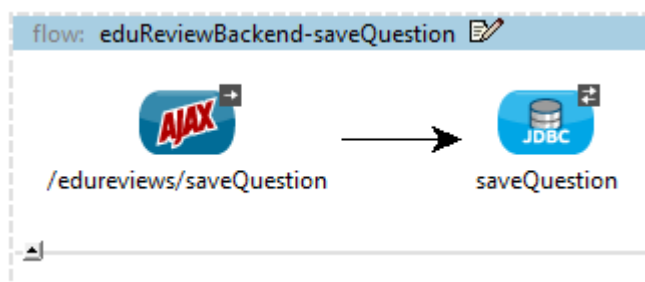 flow: eduReviewBackend-saveQuestion
AJAX
JDBC
/edureviews/saveQuestion
saveQuestion